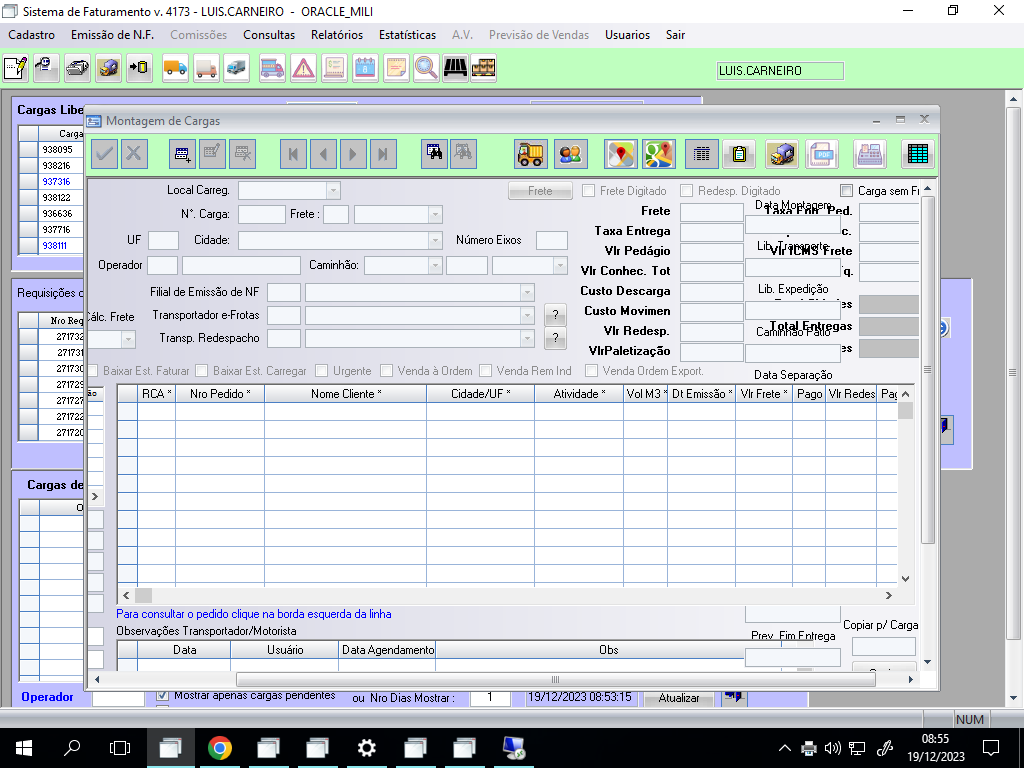 Sistema de Faturamento v. 4173 - LUIS.CARNEIRO - ORACLE_MILI
Cadastro Emissão de N.F. Comissões Consultas Relatórios Estatísticas A.V. Previsão de Vendas Usuarios Sair
LUIS.CARNEIRO
Cargas Libe
Montagem de Cargas
Carga
938095
938216
937316
938122
936636
937716
938111
Local Carreg. Frete Frete Digitado Redesp. Digitado Carga sem Fr
N°. Carga: Frete : Frete Data Montagem
UF Cidade: Número Eixos Taxa Entrega
Operador Caminhão: Vlr Pedágio Lib. Transporte Vlr ICMS Frete
Vlr Conhec. Tot
Filial de Emissão de NF Custo Descarga Lib. Expedição
Transportador e-Frotas ? Custo Movimen Total Entregas
Transp. Redespacho ? Vlr Redesp. Caminhão Pátio
VlrPaletização
Data Separação
Requisições
Cálc. Frete
Nro Req
271732
271731
271730
271729
271727
271722
271720
Baixar Est. Faturar Baixar Est. Carregar Urgente Venda à Ordem Venda Rem Ind Venda Ordem Export.
RCA * Nro Pedido * Nome Cliente * Cidade/UF * Atividade * Vol M3 * Dt Emissão * Vlr Frete * Pago Vlr Redes Pag
Cargas de
Para consultar o pedido clique na borda esquerda da linha
Observações Transportador/Motorista
Prev. Fim Entrega
Copiar p/ Carga
Data Usuário Data Agendamento Obs
Operador Mostrar apenas cargas pendentes ou Nro Dias Mostrar : 1 19/12/2023 08:53:15 Atualizar
NUM
08:55
19/12/2023